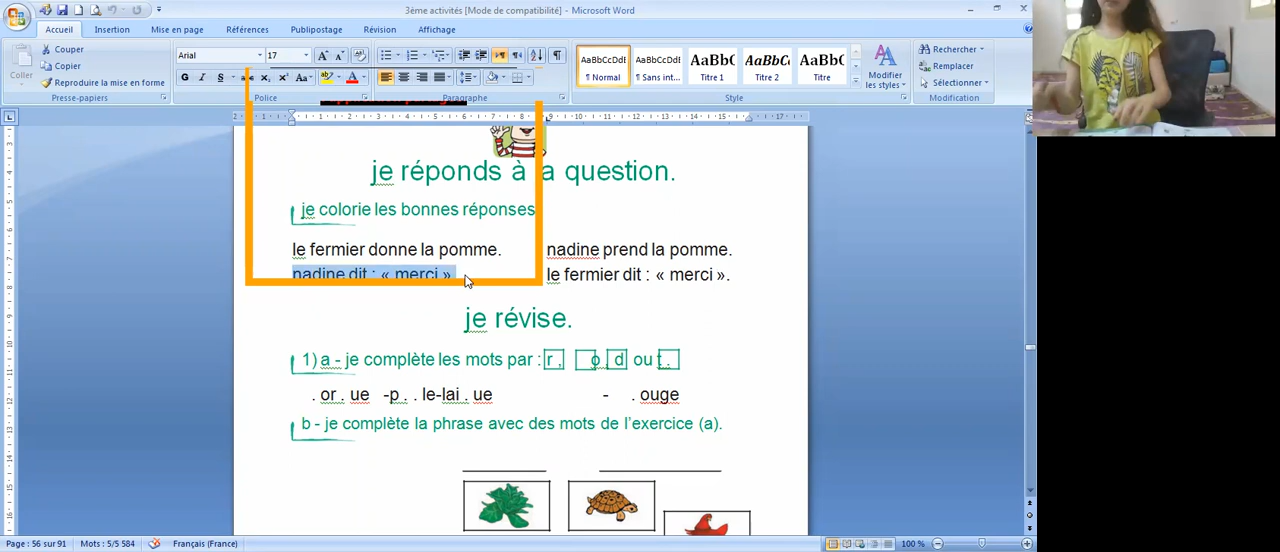 3ème activités [Mode de compatibilité] - Microsoft Word
Accueil Insertion Mise en page Références Publipostage Révision Affichage
Coller
Couper
Copier
Reproduire la mise en forme
Presse-papiers
Arial 17
Police
Paragraphe
AaBbCcDdE AaBbCcDdE AaBbC AaBbCc AaBbC
¶ Normal ¶ Sans int... Titre 1 Titre 2 Titre
Modifier les styles
Style
Rechercher
Remplacer
Sélectionner
Modification
je réponds à a question.
je colorie les bonnes réponses
le fermier donne la pomme. nadine prend la pomme.
nadine dit : « merci » le fermier dit : « merci ».
je révise.
1) a - je complète les mots par : r , o , d ou t .
. or . ue -p . . le-lai . ue - . ouge
b - je complète la phrase avec des mots de l'exercice (a).
Page : 56 sur 91 Mots : 5/5 584 Français (France) 100 %